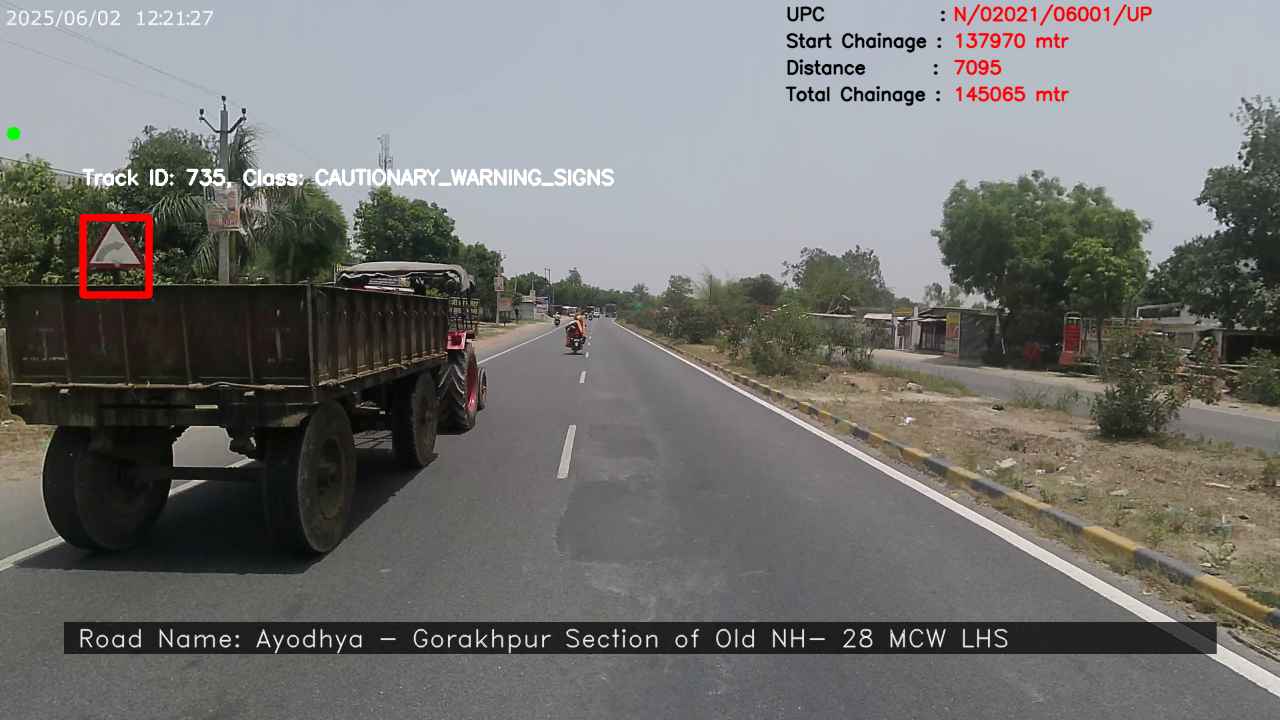 2025/06/02 12:21:27
UPC : N/02021/06001/UP
Start Chainage : 137970 mtr
Distance : 7095
Total Chainage : 145065 mtr
Track ID: 735, Class: CAUTIONARY_WARNING_SIGNS
Road Name: Ayodhya - Gorakhpur Section of Old NH- 28 MCW LHS